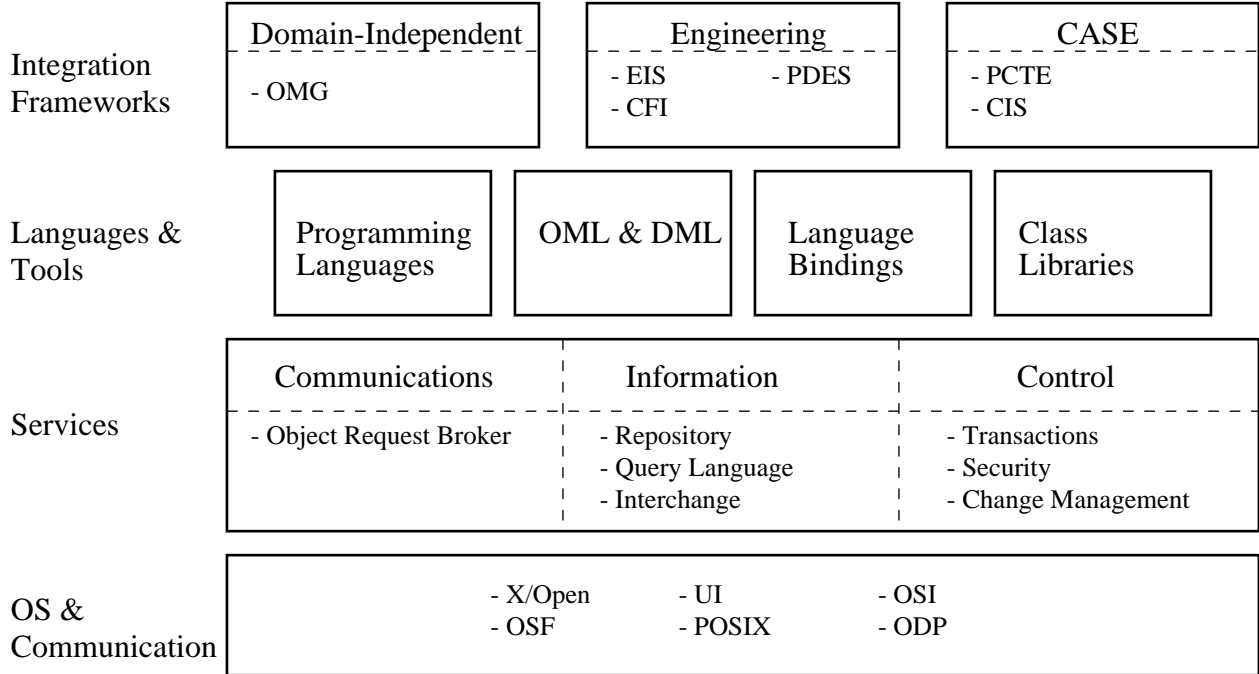 Integration
Frameworks
Domain-Independent
- OMG
Engineering
- EIS
- PDES
- CFI
CASE
- PCTE
- CIS
Languages &
Tools
Programming
Languages
OML & DML
Language
Bindings
Class
Libraries
Services
Communications
- Object Request Broker
Information
- Repository
- Query Language
- Interchange
Control
- Transactions
- Security
- Change Management
OS &
Communication
- X/Open
- UI
- OSI
- OSF
- POSIX
- ODP